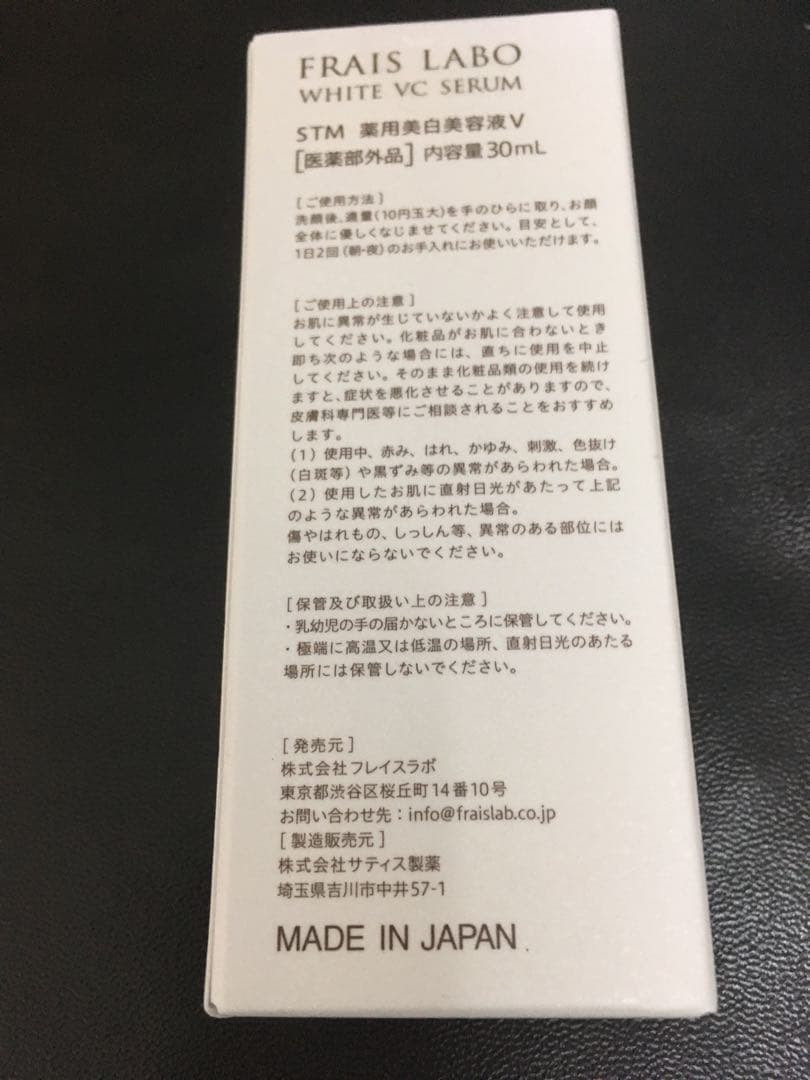 FRAIS LABO
WHITE VC SERUM
STM 薬用美白美容液V
[医薬部外品] 内容量30mL
[ご使用方法]
洗顔後、適量(10円玉大)を手のひらに取り、お顔
全体に優しくなじませてください。目安として、
1日2回(朝・夜)のお手入れにお使いいただけます。
[ご使用上の注意]
お肌に異常が生じていないかよく注意して使用
してください。化粧品がお肌に合わないとき
即ち次のような場合には、直ちに使用を中止
してください。そのまま化粧品類の使用を続け
ますと、症状を悪化させることがありますので、
皮膚科専門医等にご相談されることをおすすめ
します。
(1)使用中、赤み、はれ、かゆみ、刺激、色抜け
(白斑等)や黒ずみ等の異常があらわれた場合。
(2)使用したお肌に直射日光があたって上記
のような異常があらわれた場合。
傷やはれもの、しっしん等、異常のある部位には
お使いにならないでください。
[保管及び取扱い上の注意]
・乳幼児の手の届かないところに保管してください。
・極端に高温又は低温の場所、直射日光のあたる
場所には保管しないでください。
[発売元]
株式会社フレイスラボ
東京都渋谷区桜丘町14番10号
お問い合わせ先：info@fraislab.co.jp
[製造販売元]
株式会社サティス製薬
埼玉県吉川市中井57-1
MADE IN JAPAN